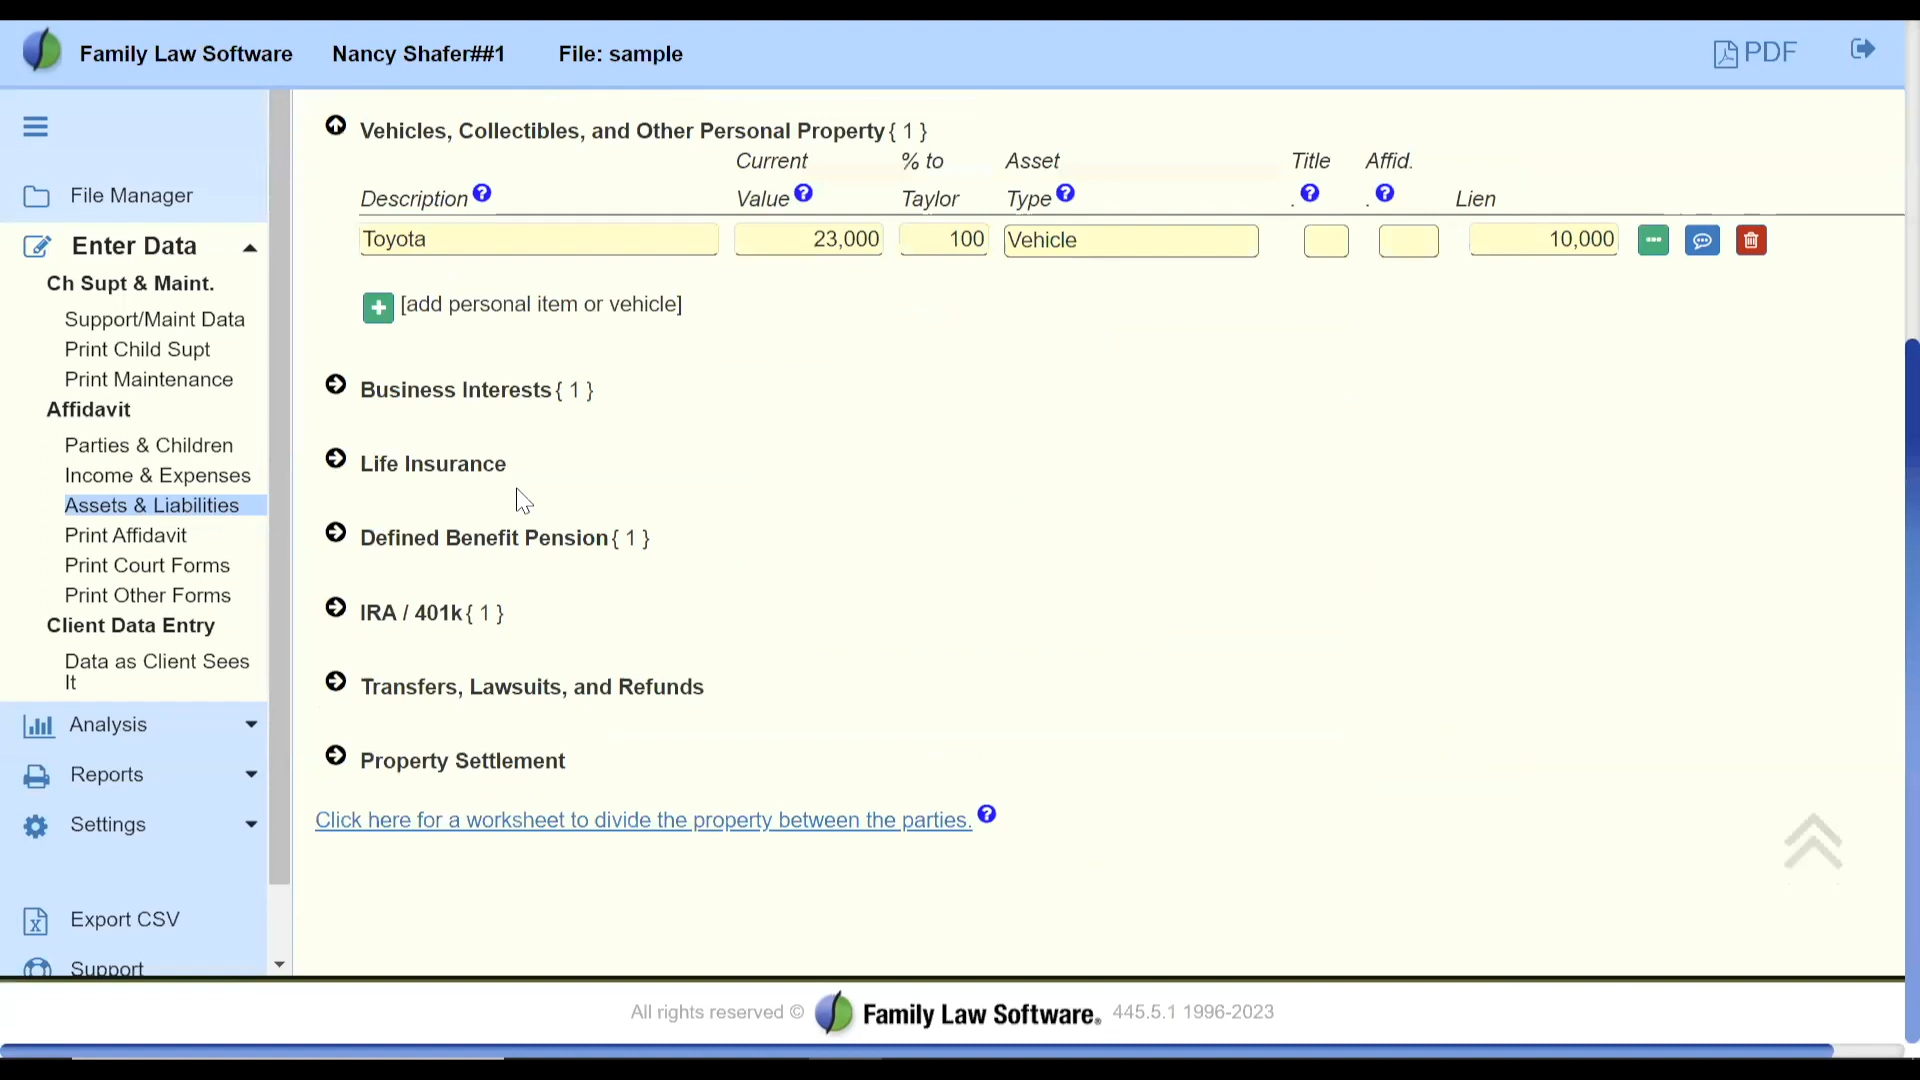 Family Law Software Nancy Shafer##1 File: sample PDF
File Manager
Enter Data
Ch Supt & Maint.
Support/Maint Data
Print Child Supt
Print Maintenance
Affidavit
Parties & Children
Income & Expenses
Assets & Liabilities
Print Affidavit
Print Court Forms
Print Other Forms
Client Data Entry
Data as Client Sees
It
Analysis
Reports
Settings
Export CSV
Support
Vehicles, Collectibles, and Other Personal Property { 1 }
Current % to Asset Title Affid.
Description ? Value ? Taylor Type ? . ? . ? Lien
Toyota 23,000 100 Vehicle 10,000
[add personal item or vehicle]
Business Interests { 1 }
Life Insurance
Defined Benefit Pension { 1 }
IRA / 401k { 1 }
Transfers, Lawsuits, and Refunds
Property Settlement
Click here for a worksheet to divide the property between the parties. ?
All rights reserved © Family Law Software® 445.5.1 1996-2023